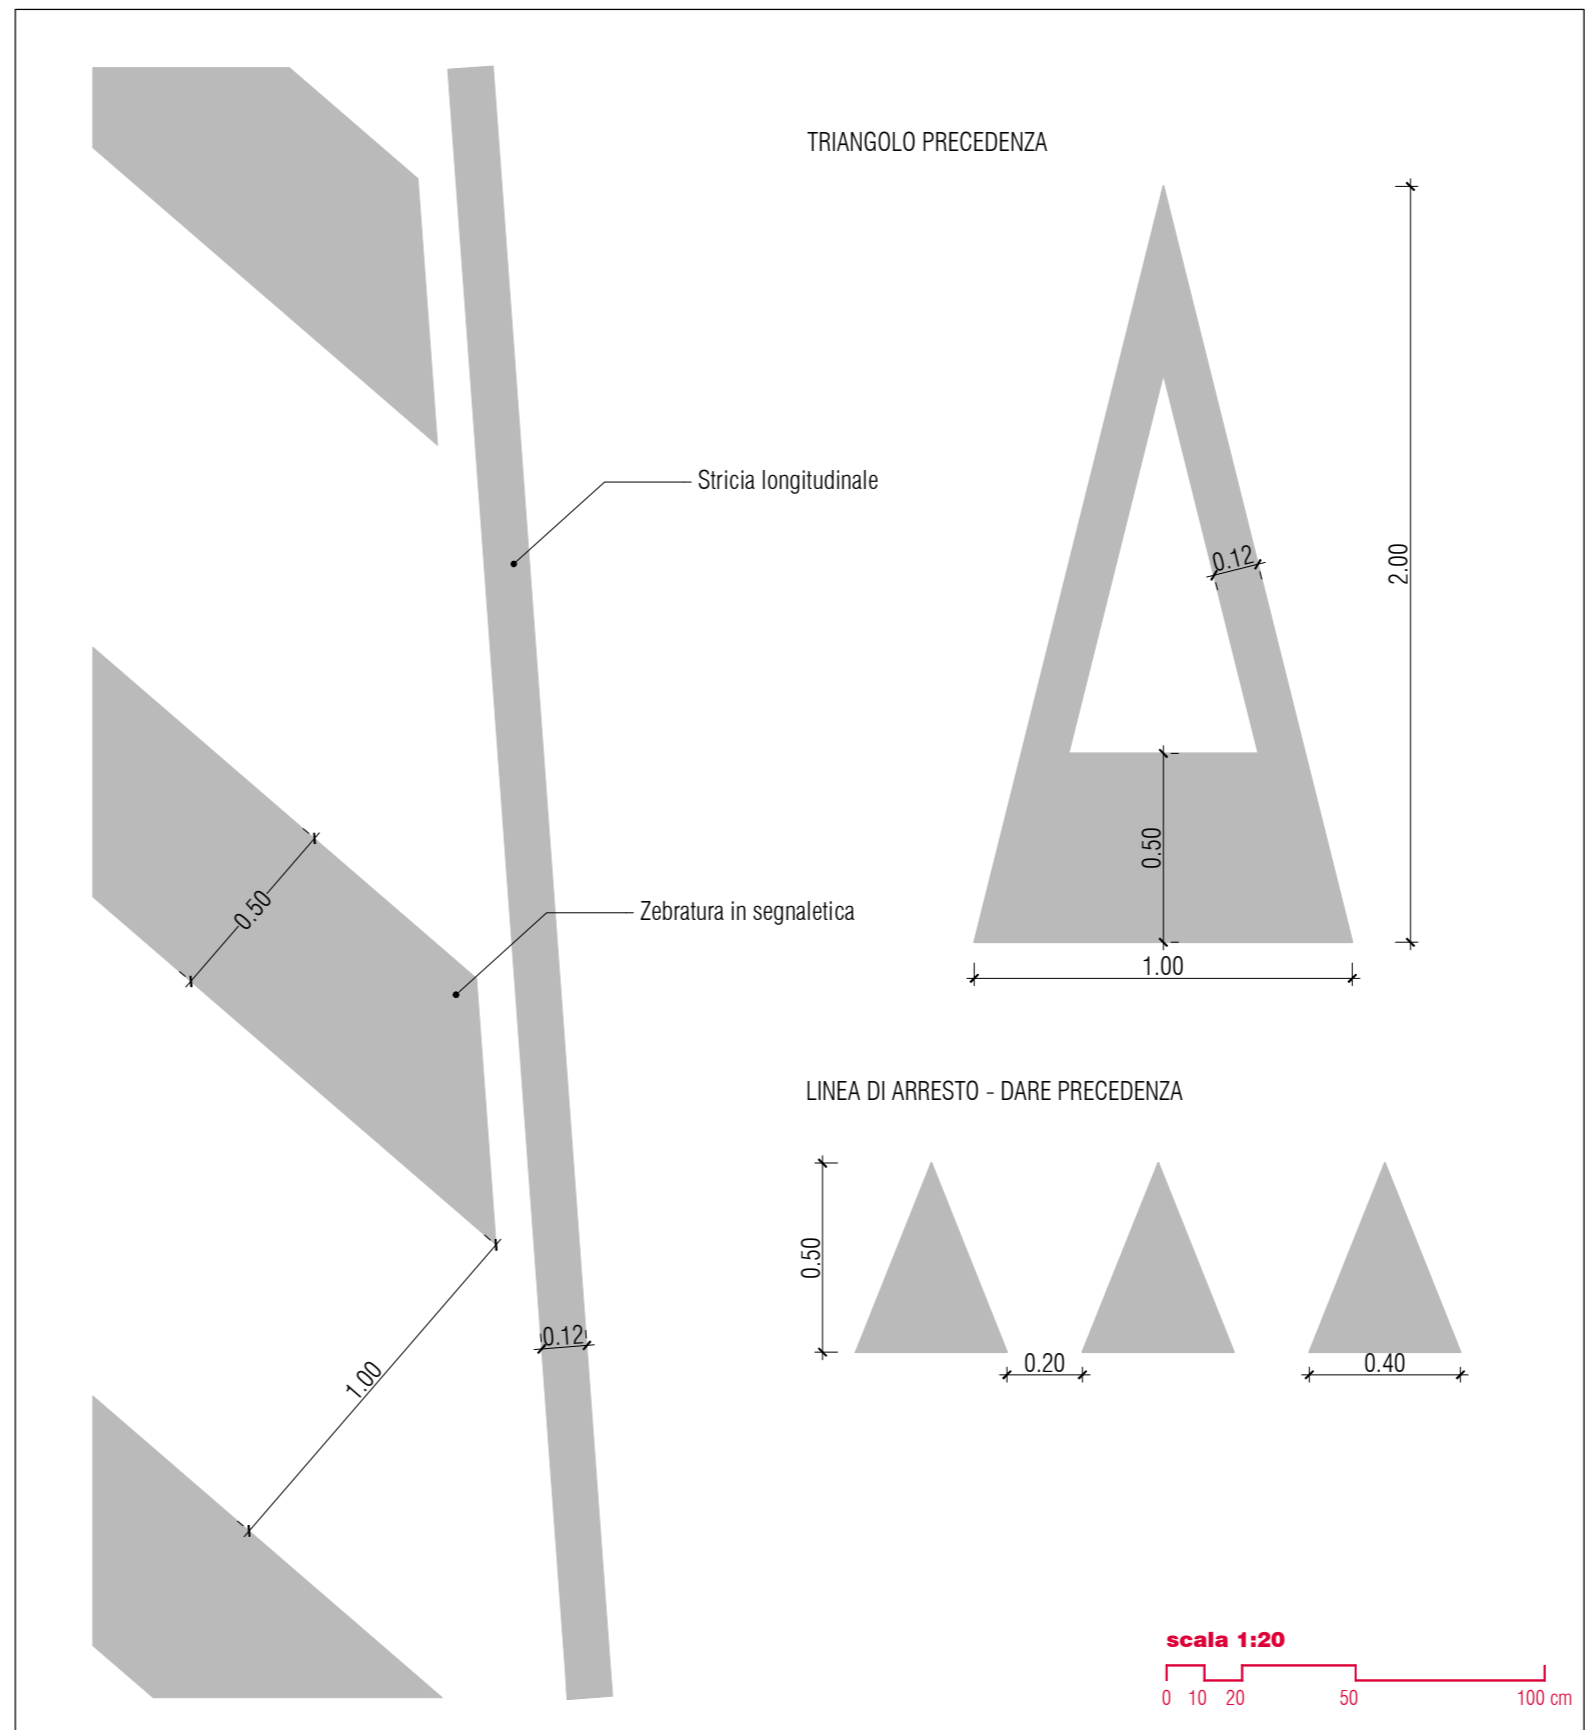 TRIANGOLO PRECEDENZA
Stricia longitudinale
0.12
2.00
0.50
Zebratura in segnaletica
0.50
1.00
LINEA DI ARRESTO - DARE PRECEDENZA
0.50
0.12
1.00
0.20
0.40
scala 1:20
0 10 20 50 100 cm